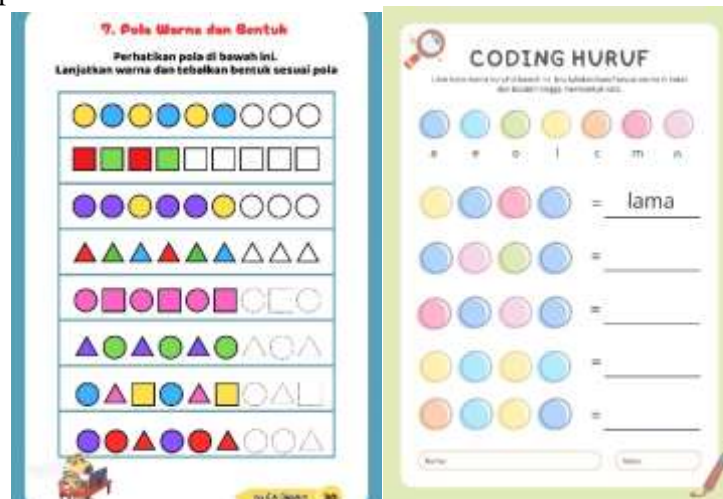 7. Pola Warna dan Bentuk
Perhatikan pola di bawah ini.
Lanjutkan warna dan tebalkan bentuk sesuai pola
CODING HURUF
a e o l c m n
= lama
=
=
=
=
Nama: